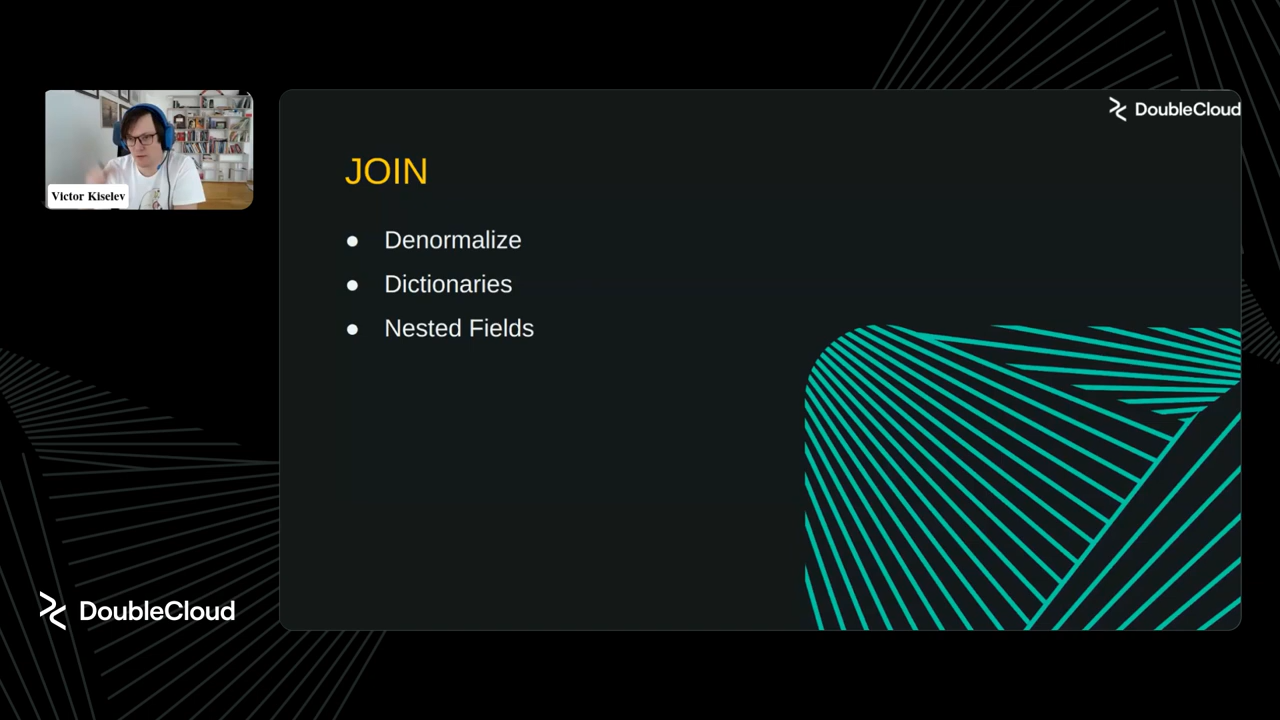 DoubleCloud
JOIN
Victor Kiselev
● Denormalize
● Dictionaries
● Nested Fields
DoubleCloud